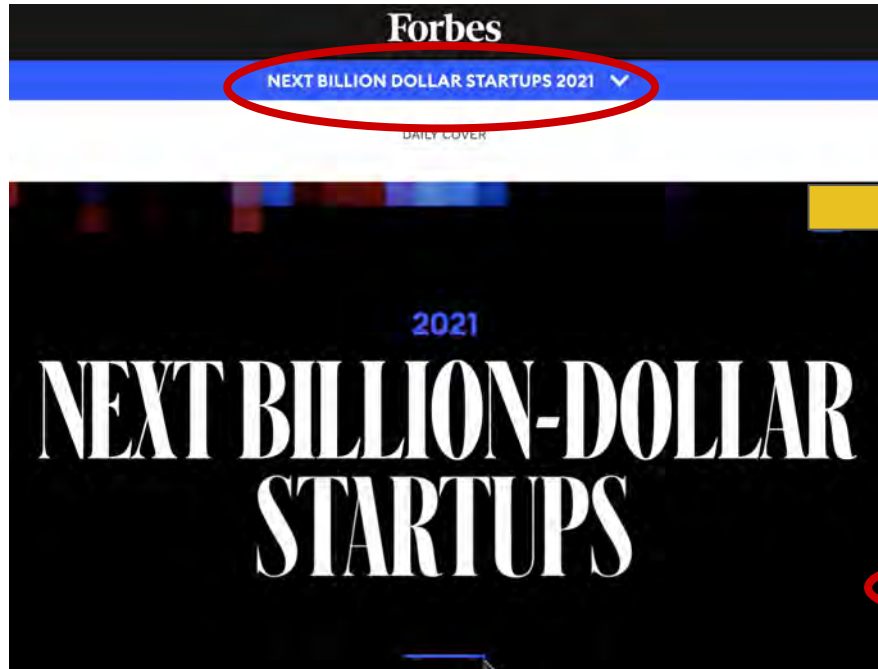 Forbes
NEXT BILLION DOLLAR STARTUPS 2021
DAILY COVER
2021
NEXT BILLION-DOLLAR
STARTUPS